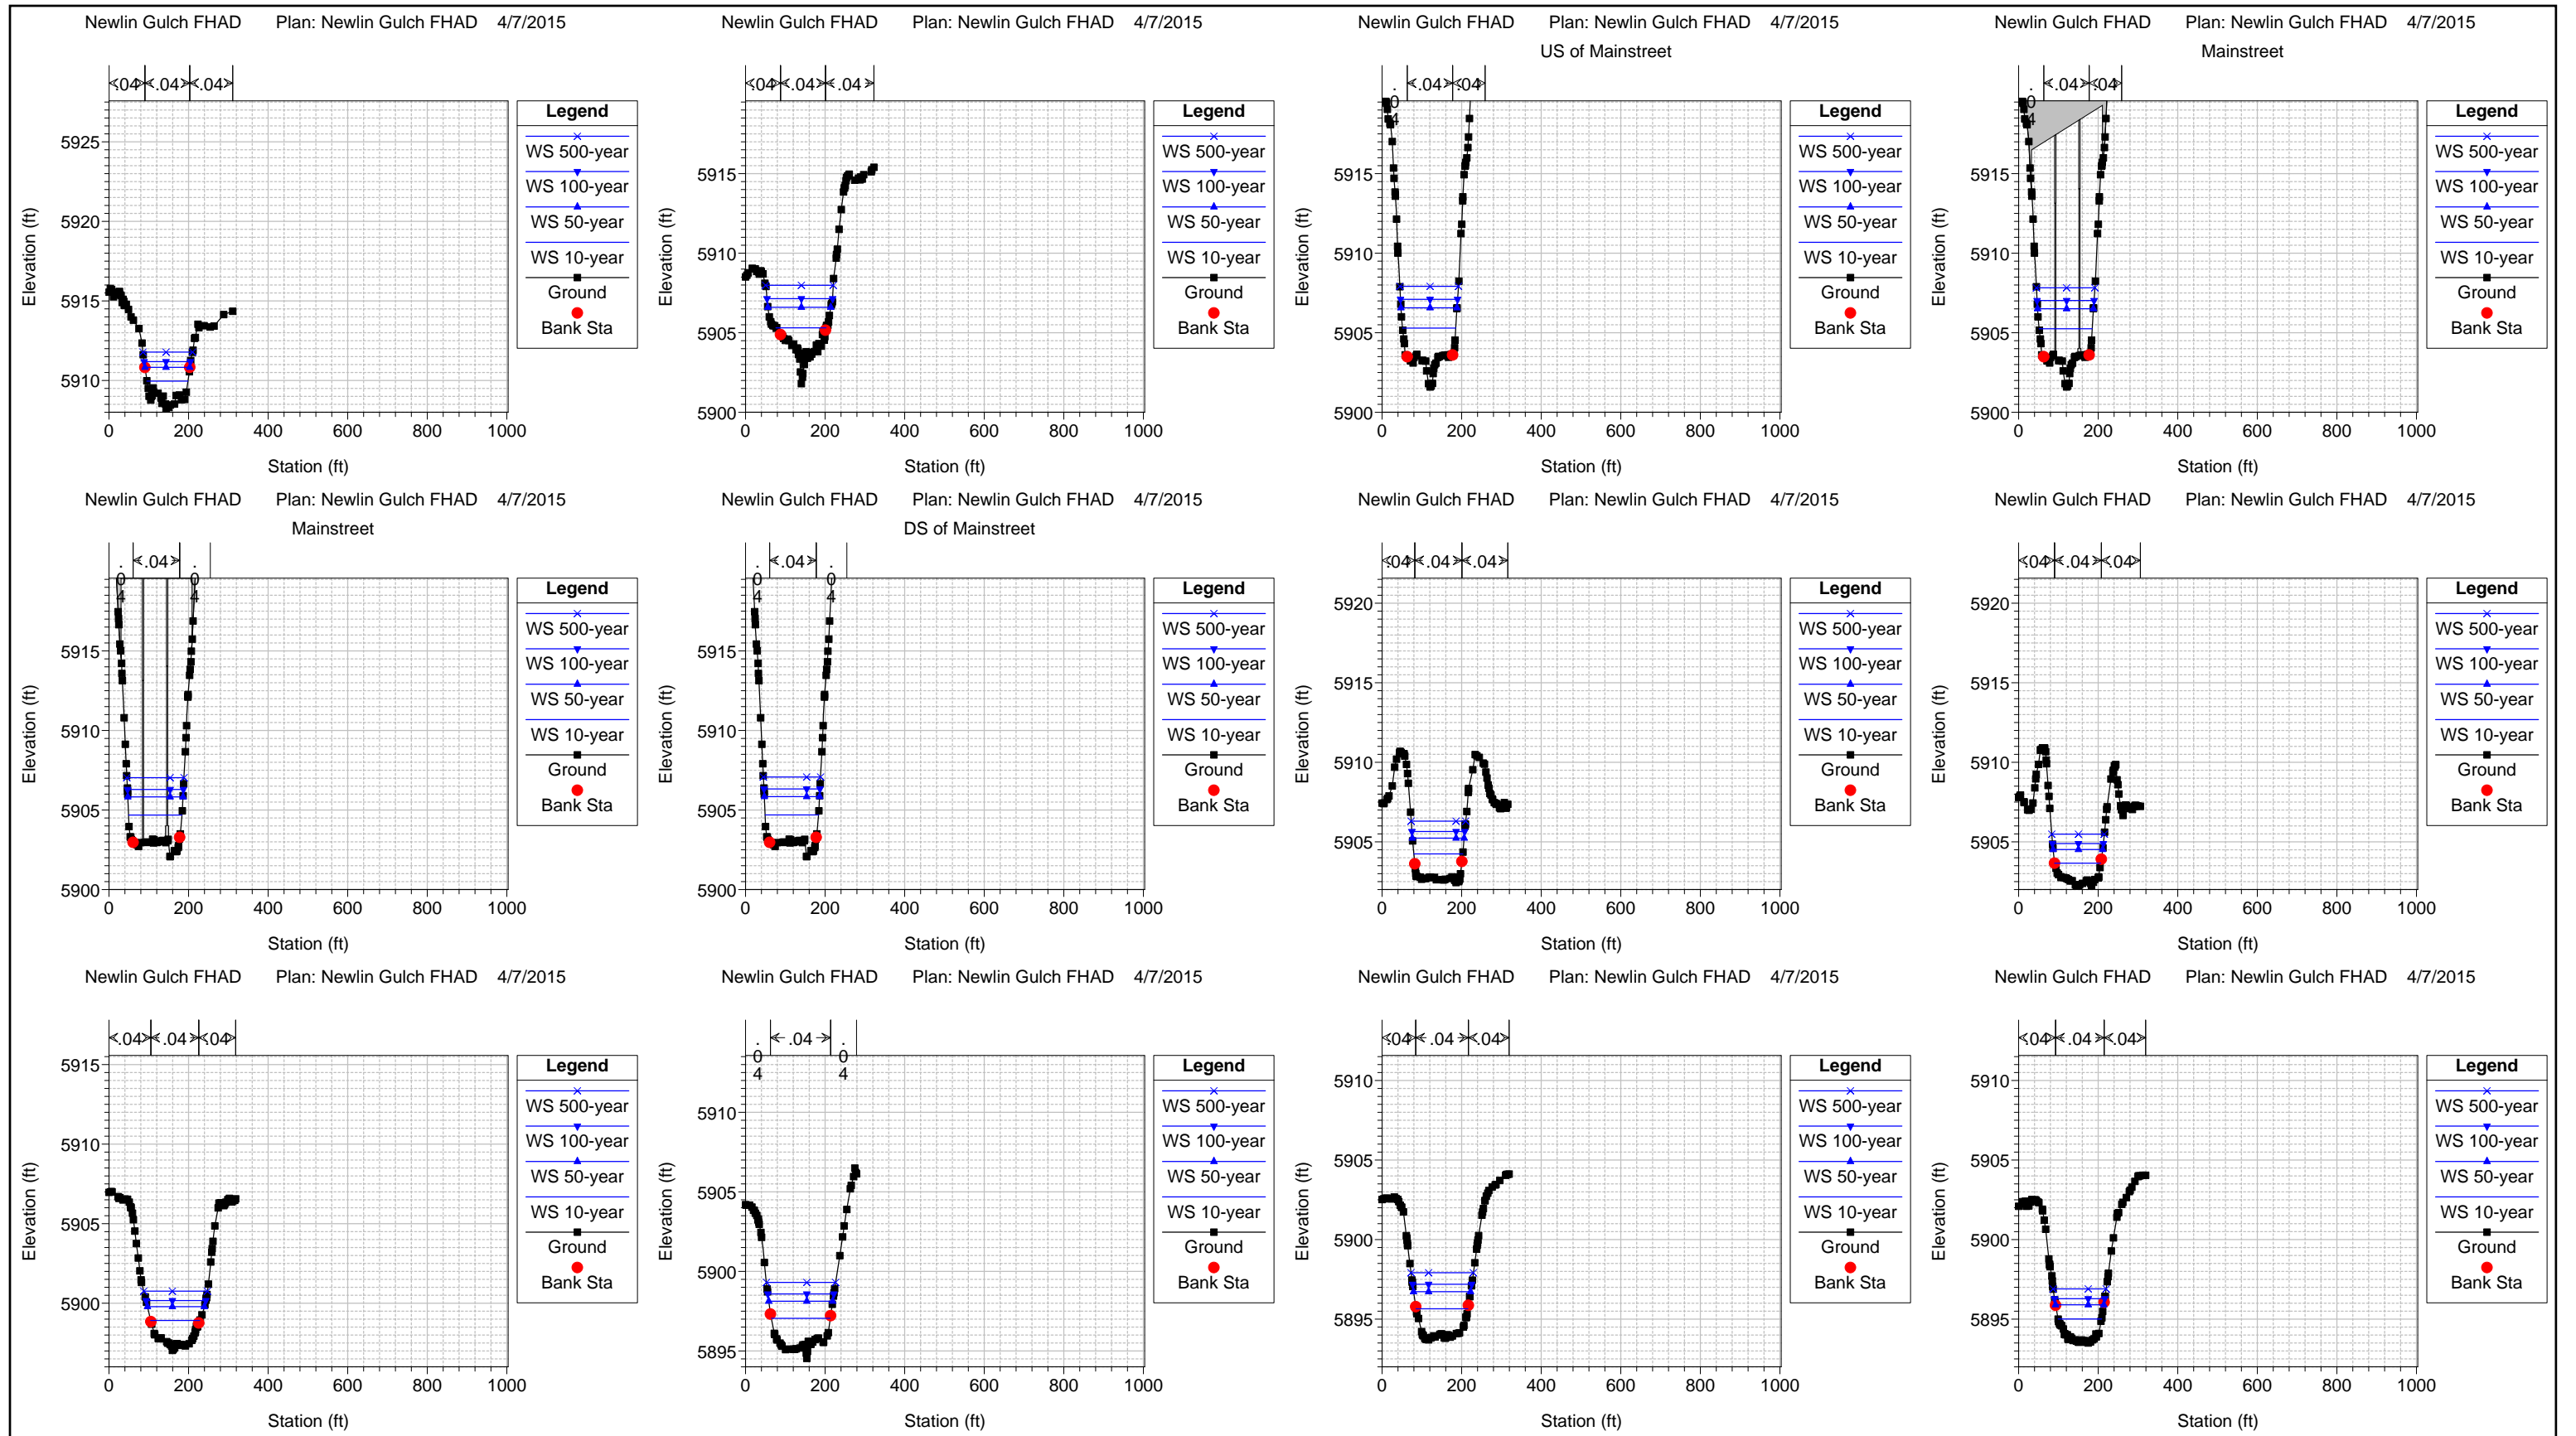 Newlin Gulch FHAD Plan: Newlin Gulch FHAD 4/7/2015
.04 .04 .04
5925
5920
5915
5910
Elevation (ft)
0 200 400 600 800 1000
Station (ft)
Legend
WS 500-year
WS 100-year
WS 50-year
WS 10-year
Ground
Bank Sta
Newlin Gulch FHAD Plan: Newlin Gulch FHAD 4/7/2015
.04 .04 .04
5915
5910
5905
5900
Elevation (ft)
0 200 400 600 800 1000
Station (ft)
Legend
WS 500-year
WS 100-year
WS 50-year
WS 10-year
Ground
Bank Sta
Newlin Gulch FHAD Plan: Newlin Gulch FHAD 4/7/2015
US of Mainstreet
.04 .04 .04
5915
5910
5905
5900
Elevation (ft)
0 200 400 600 800 1000
Station (ft)
Legend
WS 500-year
WS 100-year
WS 50-year
WS 10-year
Ground
Bank Sta
Newlin Gulch FHAD Plan: Newlin Gulch FHAD 4/7/2015
Mainstreet
.04 .04 .04
5915
5910
5905
5900
Elevation (ft)
0 200 400 600 800 1000
Station (ft)
Legend
WS 500-year
WS 100-year
WS 50-year
WS 10-year
Ground
Bank Sta
Newlin Gulch FHAD Plan: Newlin Gulch FHAD 4/7/2015
Mainstreet
.04 .04 .04
5915
5910
5905
5900
Elevation (ft)
0 200 400 600 800 1000
Station (ft)
Legend
WS 500-year
WS 100-year
WS 50-year
WS 10-year
Ground
Bank Sta
Newlin Gulch FHAD Plan: Newlin Gulch FHAD 4/7/2015
DS of Mainstreet
.04 .04 .04
5915
5910
5905
5900
Elevation (ft)
0 200 400 600 800 1000
Station (ft)
Legend
WS 500-year
WS 100-year
WS 50-year
WS 10-year
Ground
Bank Sta
Newlin Gulch FHAD Plan: Newlin Gulch FHAD 4/7/2015
.04 .04 .04
5920
5915
5910
5905
Elevation (ft)
0 200 400 600 800 1000
Station (ft)
Legend
WS 500-year
WS 100-year
WS 50-year
WS 10-year
Ground
Bank Sta
Newlin Gulch FHAD Plan: Newlin Gulch FHAD 4/7/2015
.04 .04 .04
5920
5915
5910
5905
Elevation (ft)
0 200 400 600 800 1000
Station (ft)
Legend
WS 500-year
WS 100-year
WS 50-year
WS 10-year
Ground
Bank Sta
Newlin Gulch FHAD Plan: Newlin Gulch FHAD 4/7/2015
.04 .04 .04
5915
5910
5905
5900
Elevation (ft)
0 200 400 600 800 1000
Station (ft)
Legend
WS 500-year
WS 100-year
WS 50-year
WS 10-year
Ground
Bank Sta
Newlin Gulch FHAD Plan: Newlin Gulch FHAD 4/7/2015
.04 .04 .04
5910
5905
5900
5895
Elevation (ft)
0 200 400 600 800 1000
Station (ft)
Legend
WS 500-year
WS 100-year
WS 50-year
WS 10-year
Ground
Bank Sta
Newlin Gulch FHAD Plan: Newlin Gulch FHAD 4/7/2015
.04 .04 .04
5910
5905
5900
5895
Elevation (ft)
0 200 400 600 800 1000
Station (ft)
Legend
WS 500-year
WS 100-year
WS 50-year
WS 10-year
Ground
Bank Sta
Newlin Gulch FHAD Plan: Newlin Gulch FHAD 4/7/2015
.04 .04 .04
5910
5905
5900
5895
Elevation (ft)
0 200 400 600 800 1000
Station (ft)
Legend
WS 500-year
WS 100-year
WS 50-year
WS 10-year
Ground
Bank Sta